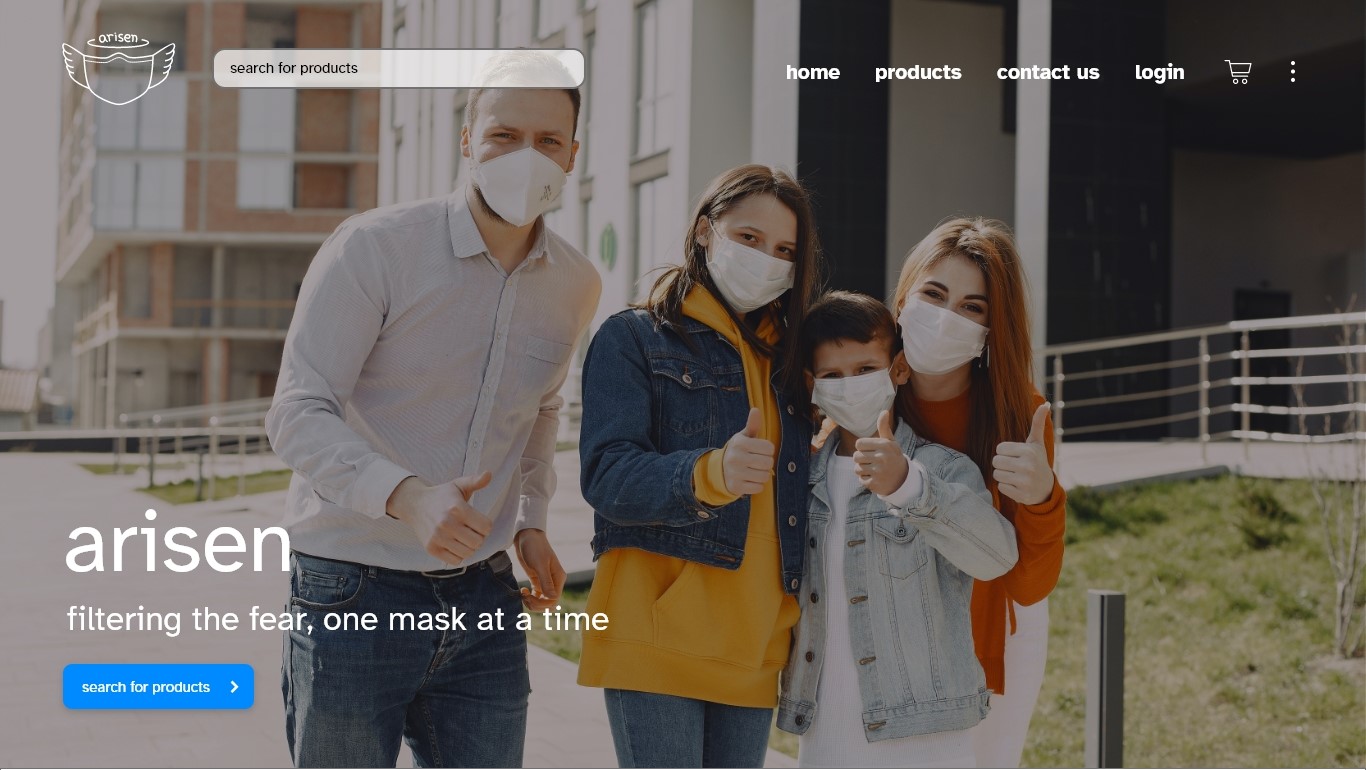 arisen
search for products
home products contact us login
arisen
filtering the fear, one mask at a time
search for products